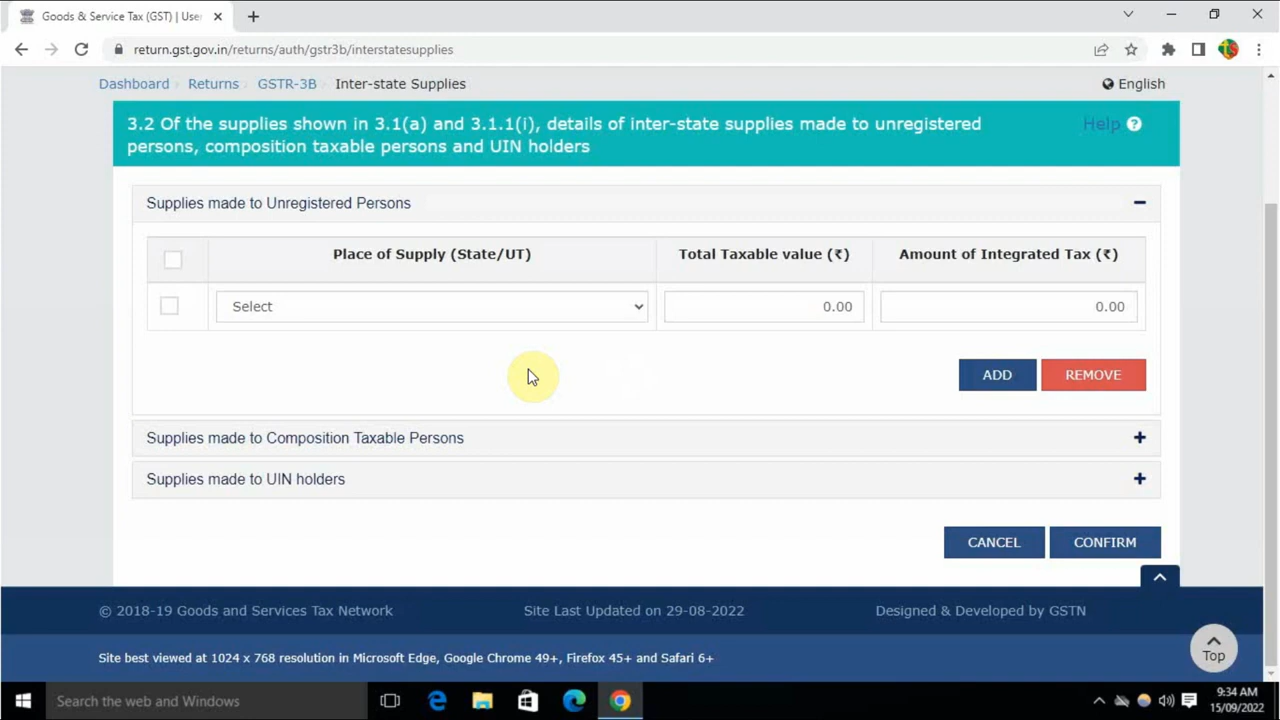 Goods & Service Tax (GST) | User
return.gst.gov.in/returns/auth/gstr3b/interstatesupplies
Dashboard Returns GSTR-3B Inter-state Supplies English
3.2 Of the supplies shown in 3.1(a) and 3.1.1(i), details of inter-state supplies made to unregistered
persons, composition taxable persons and UIN holders
Help ?
Supplies made to Unregistered Persons
Place of Supply (State/UT) Total Taxable value (₹) Amount of Integrated Tax (₹)
Select 0.00 0.00
ADD REMOVE
Supplies made to Composition Taxable Persons
Supplies made to UIN holders
CANCEL CONFIRM
© 2018-19 Goods and Services Tax Network Site Last Updated on 29-08-2022 Designed & Developed by GSTN
Site best viewed at 1024 x 768 resolution in Microsoft Edge, Google Chrome 49+, Firefox 45+ and Safari 6+
Top
Search the web and Windows
9:34 AM
15/09/2022